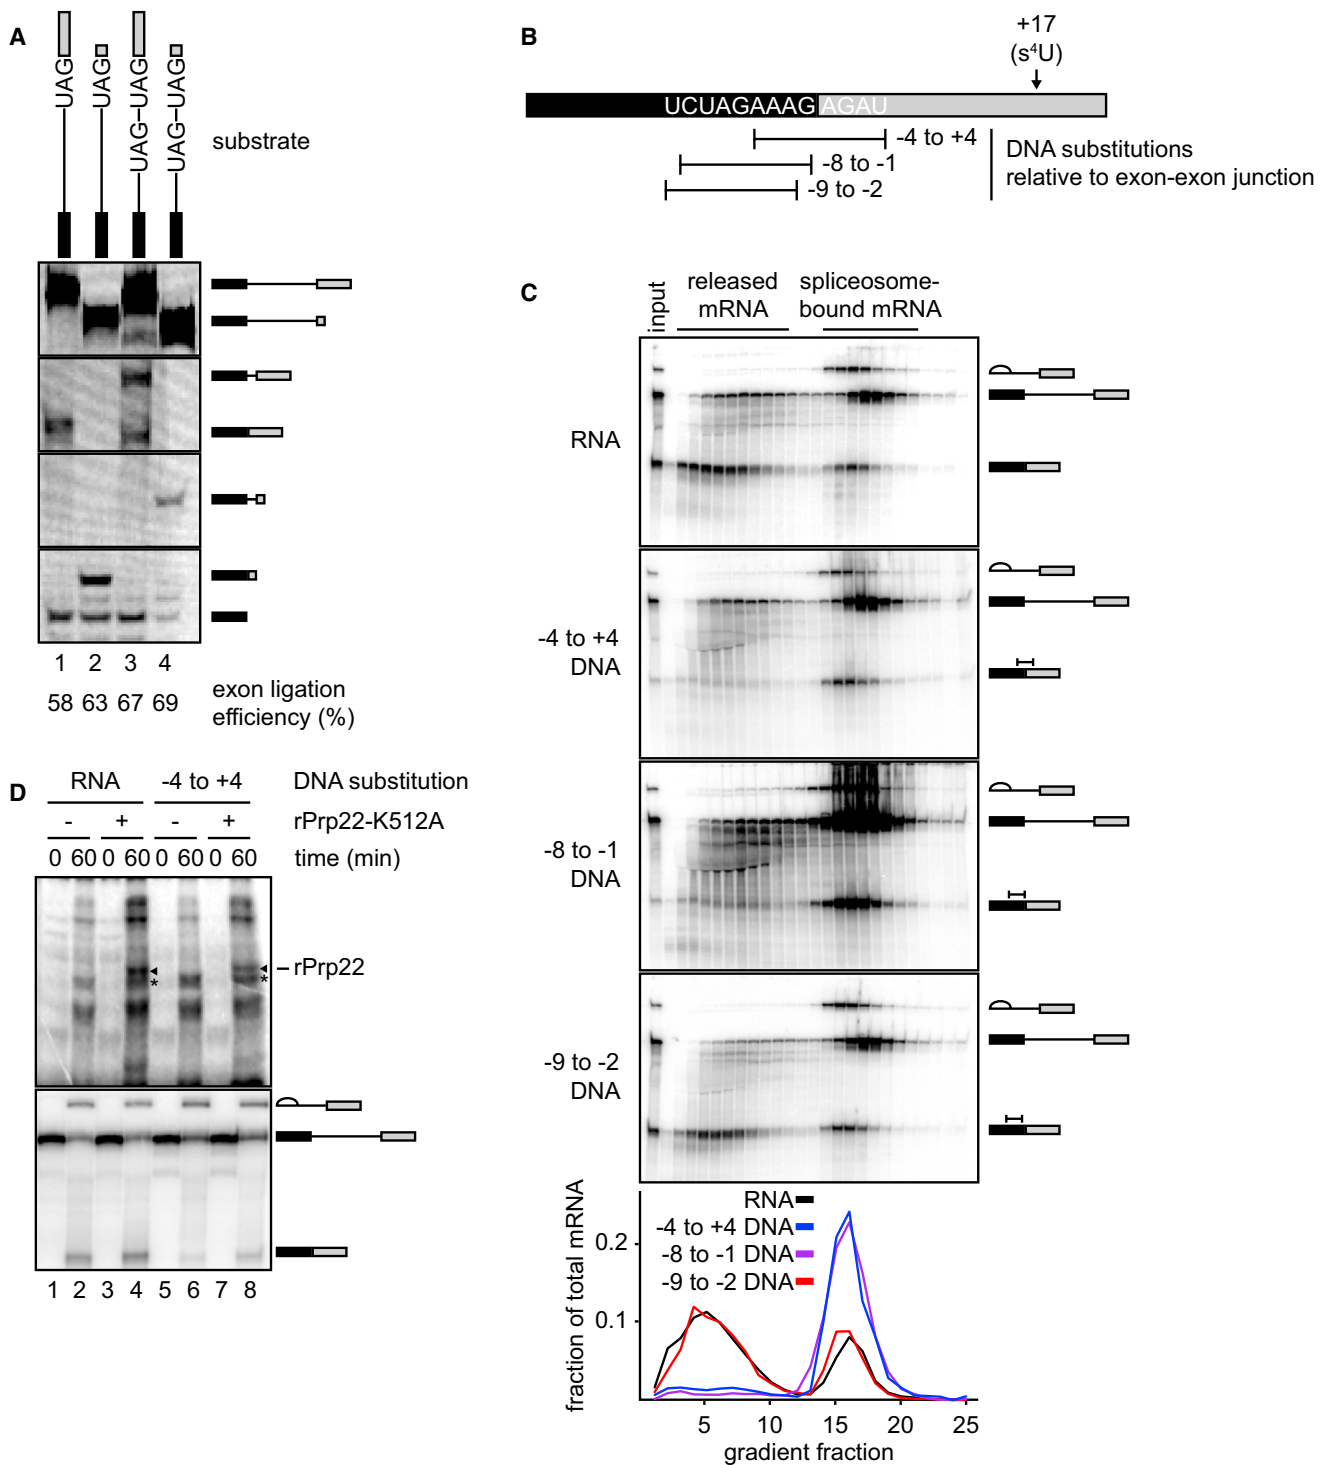 A
UAG
UAG
UAG–UAG
UAG–UAG
substrate
1 2 3 4
58 63 67 69
exon ligation
efficiency (%)
B
+17
(s⁴U)
UCUAGAAAG AGAU
-4 to +4
-8 to -1
-9 to -2
DNA substitutions
relative to exon-exon junction
C
input
released
mRNA
spliceosome-
bound mRNA
RNA
-4 to +4
DNA
-8 to -1
DNA
-9 to -2
DNA
fraction of total mRNA
RNA
-4 to +4 DNA
-8 to -1 DNA
-9 to -2 DNA
0.2
0.1
5 10 15 20 25
gradient fraction
D
RNA -4 to +4 DNA substitution
- + - + rPrp22-K512A
0 60 0 60 0 60 0 60 time (min)
rPrp22
*
*
1 2 3 4 5 6 7 8